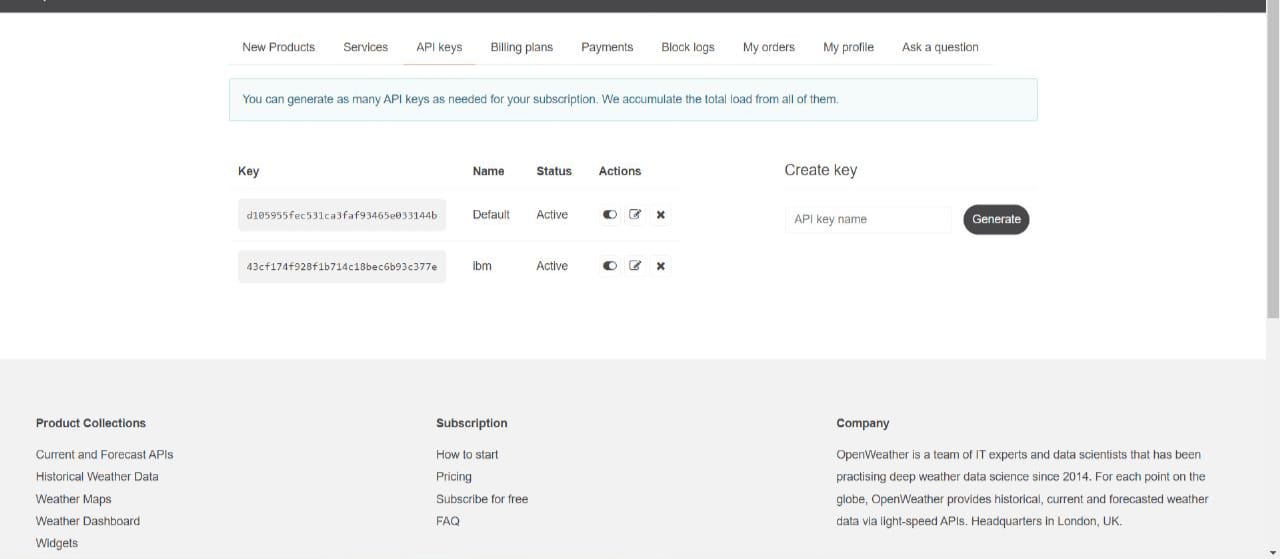 New Products Services API keys Billing plans Payments Block logs My orders My profile Ask a question
You can generate as many API keys as needed for your subscription. We accumulate the total load from all of them.
Key Name Status Actions
Create key
d105955fec531ca3faf93465e033144b Default Active
API key name Generate
43cf174f928f1b714c18bec6b93c377e ibm Active
Product Collections
Current and Forecast APIs
Historical Weather Data
Weather Maps
Weather Dashboard
Widgets
Subscription
How to start
Pricing
Subscribe for free
FAQ
Company
OpenWeather is a team of IT experts and data scientists that has been
practising deep weather data science since 2014. For each point on the
globe, OpenWeather provides historical, current and forecasted weather
data via light-speed APIs. Headquarters in London, UK.